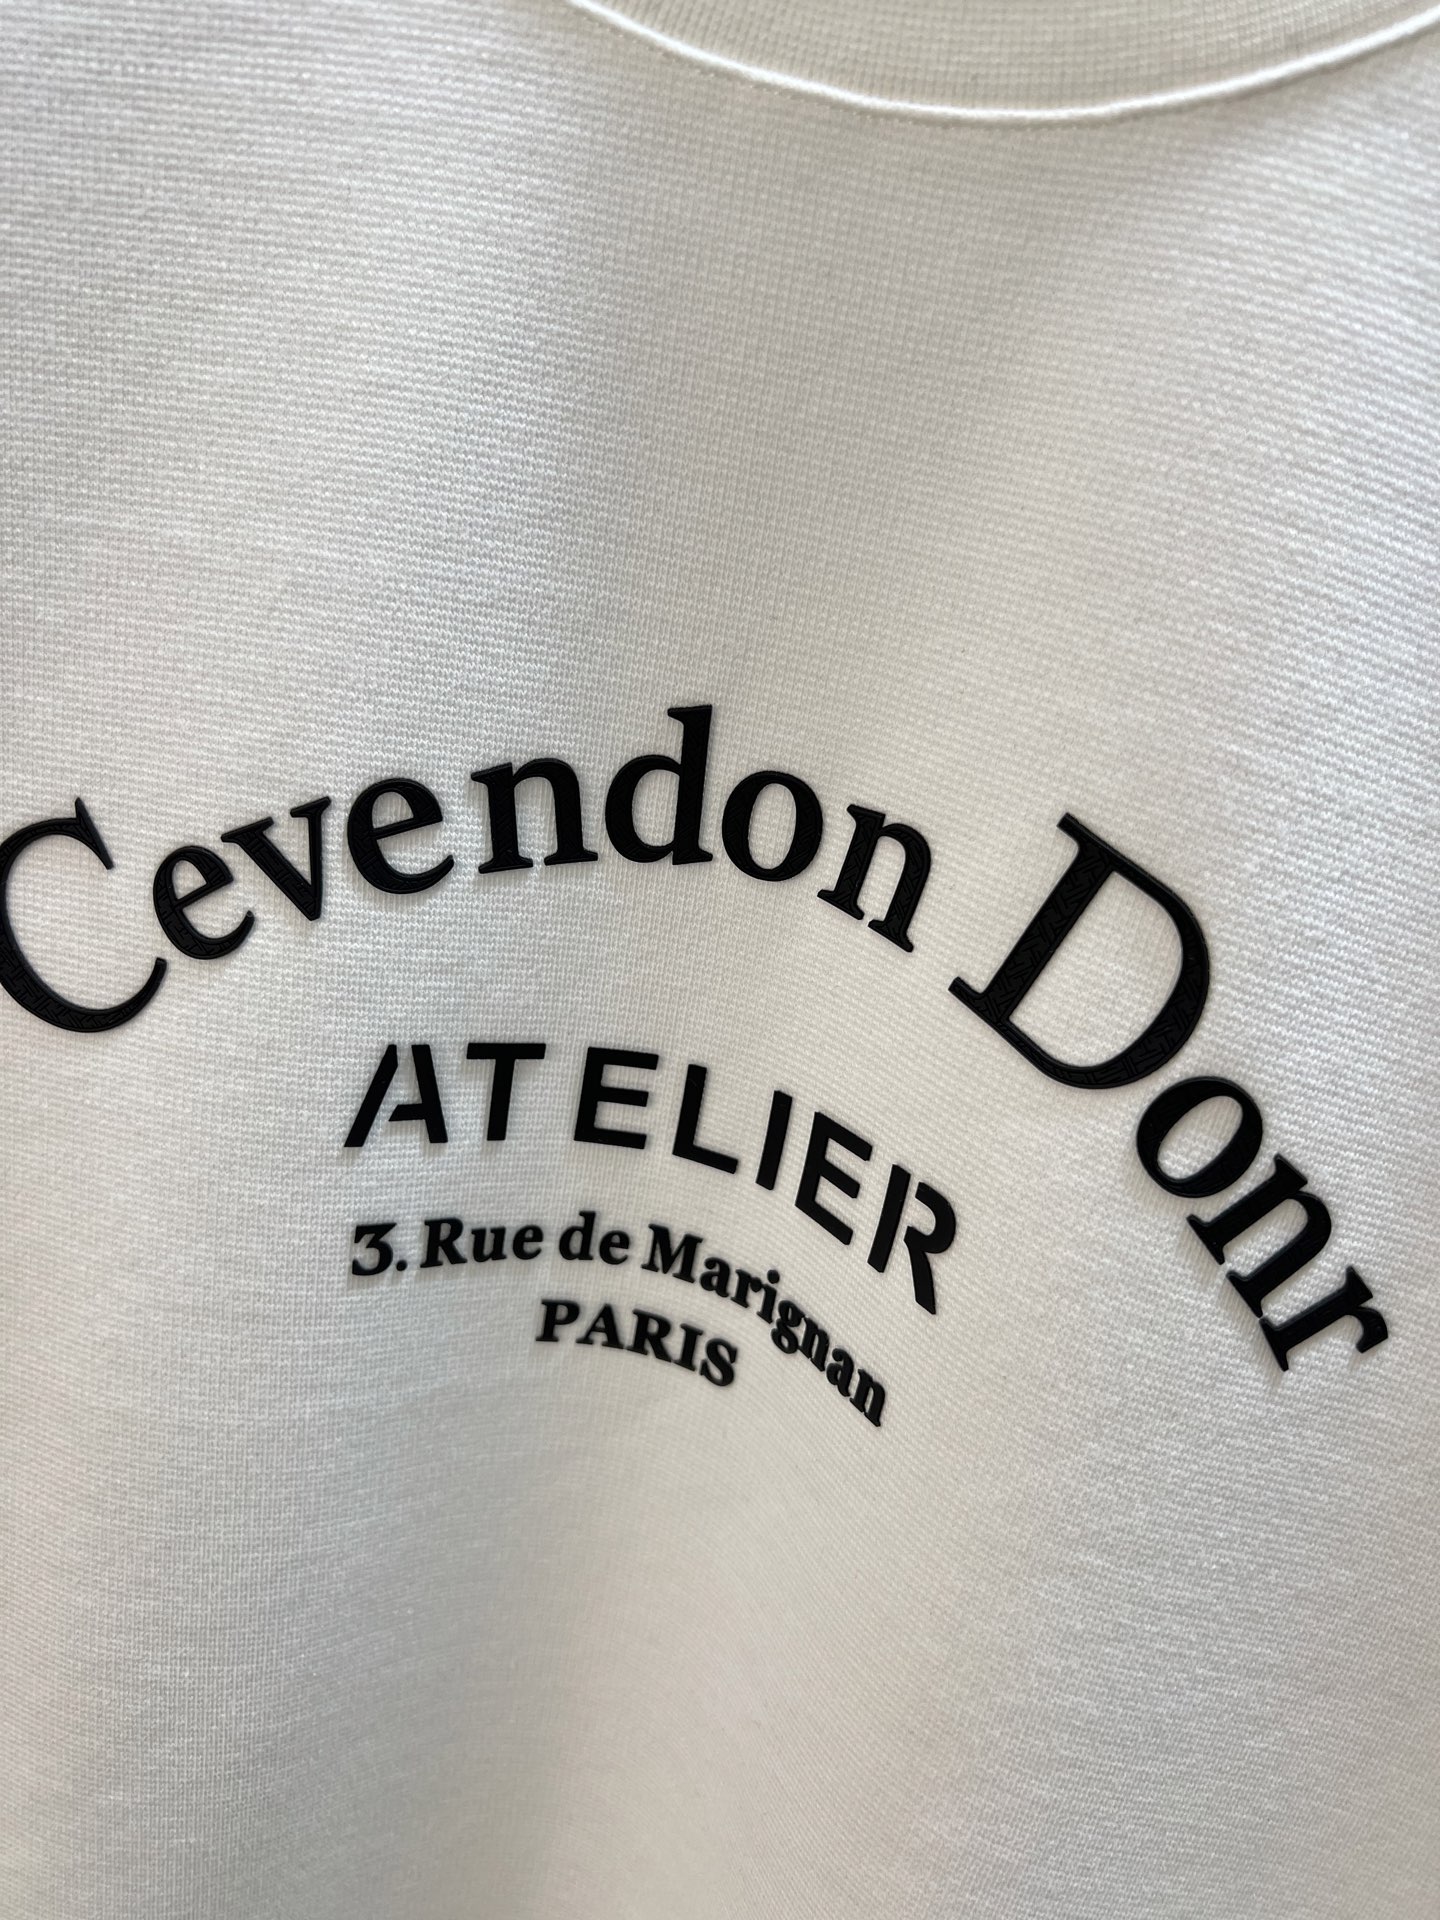 Cevendon Donr
ATELIER
3. Rue de Marignan
PARIS